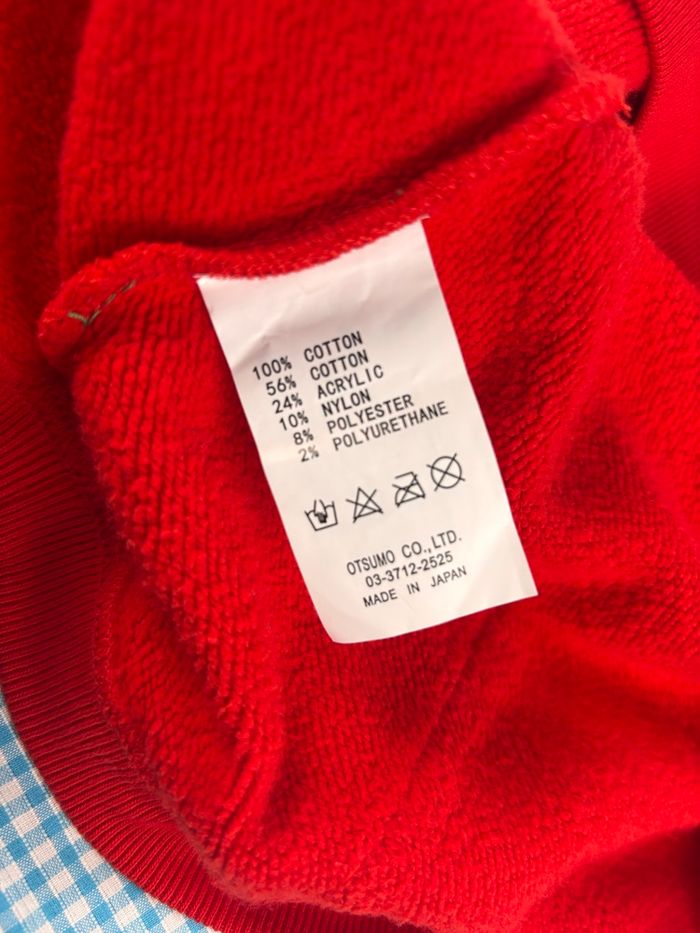 100% COTTON
56% COTTON
24% ACRYLIC
10% NYLON
8% POLYESTER
2% POLYURETHANE
OTSUMO CO.,LTD.
03-3712-2525
MADE IN JAPAN